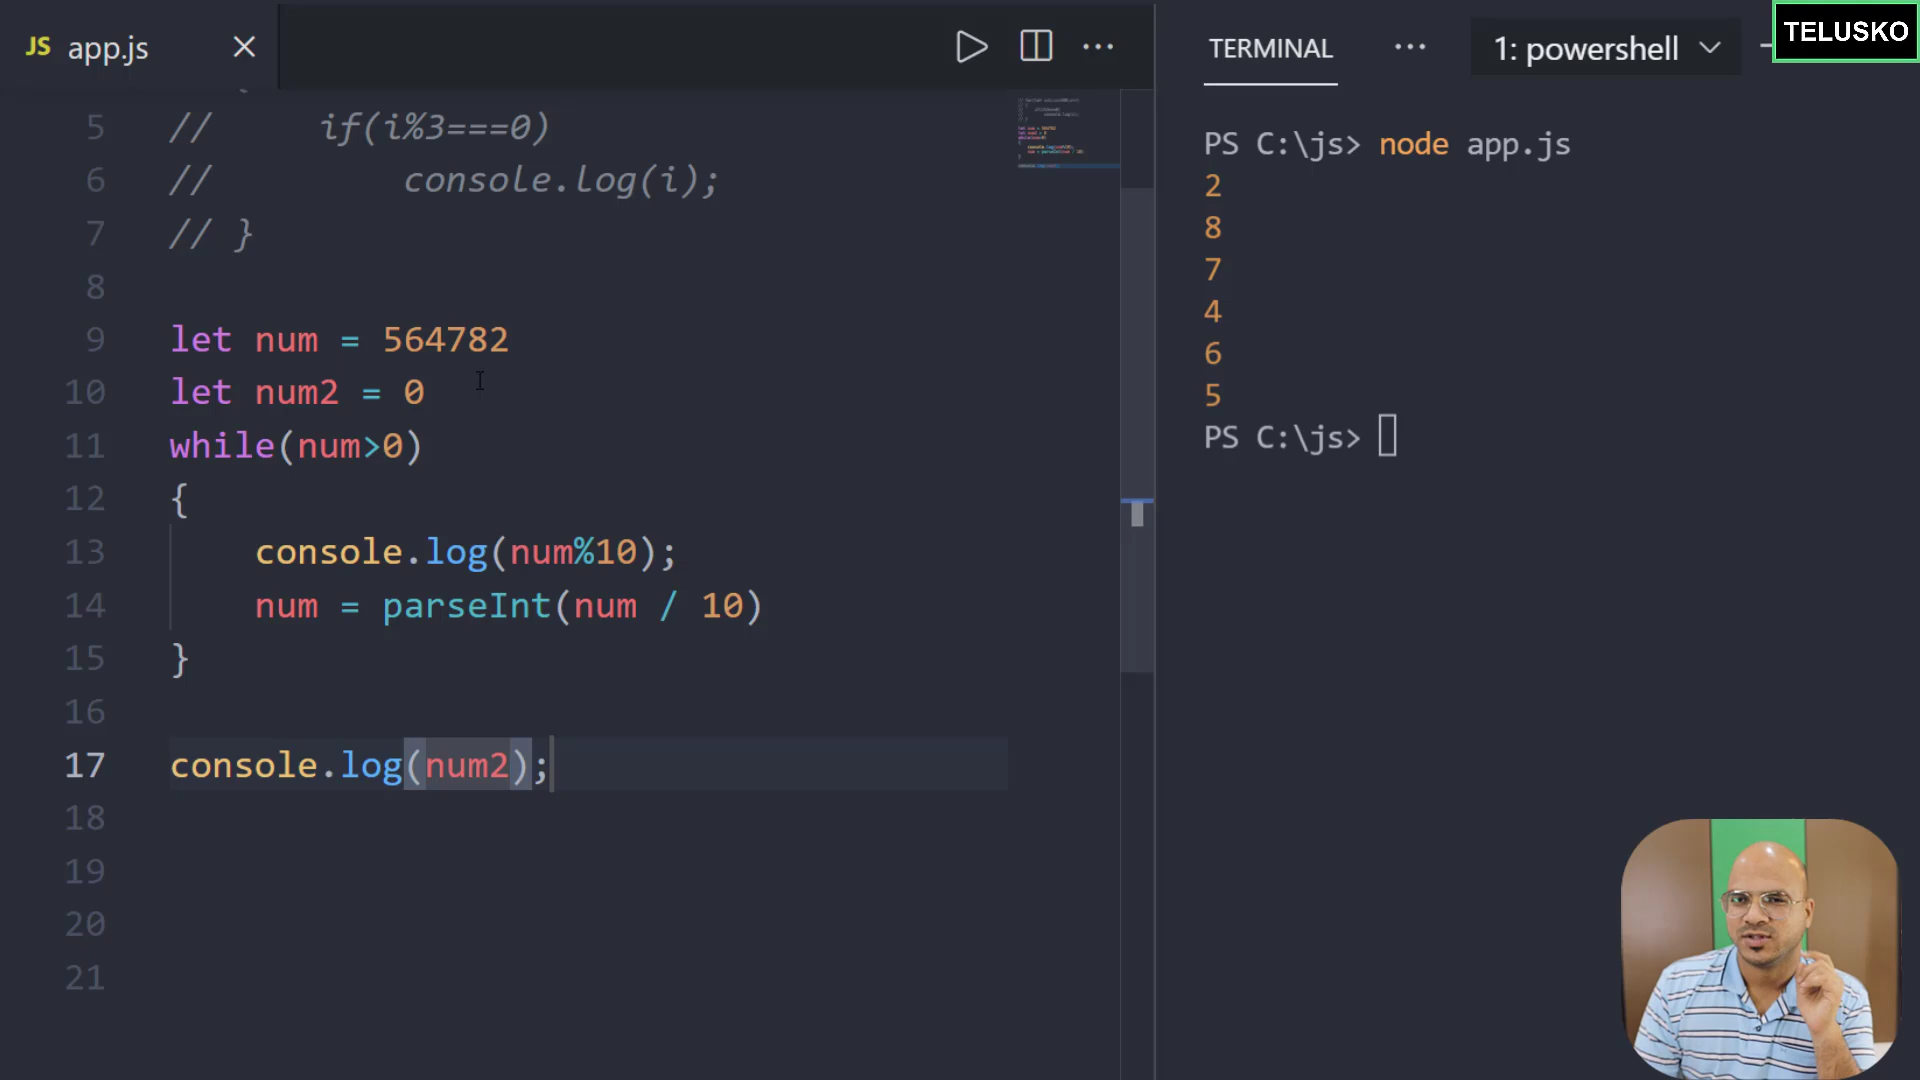 JS app.js
5 // if(i%3===0)
6 // console.log(i);
7 // }
8
9 let num = 564782
10 let num2 = 0
11 while(num>0)
12 {
13 console.log(num%10);
14 num = parseInt(num / 10)
15 }
16
17 console.log(num2);
18
19
20
21
TERMINAL ··· 1: powershell
TELUSKO
PS C:\js> node app.js
2
8
7
4
6
5
PS C:\js>